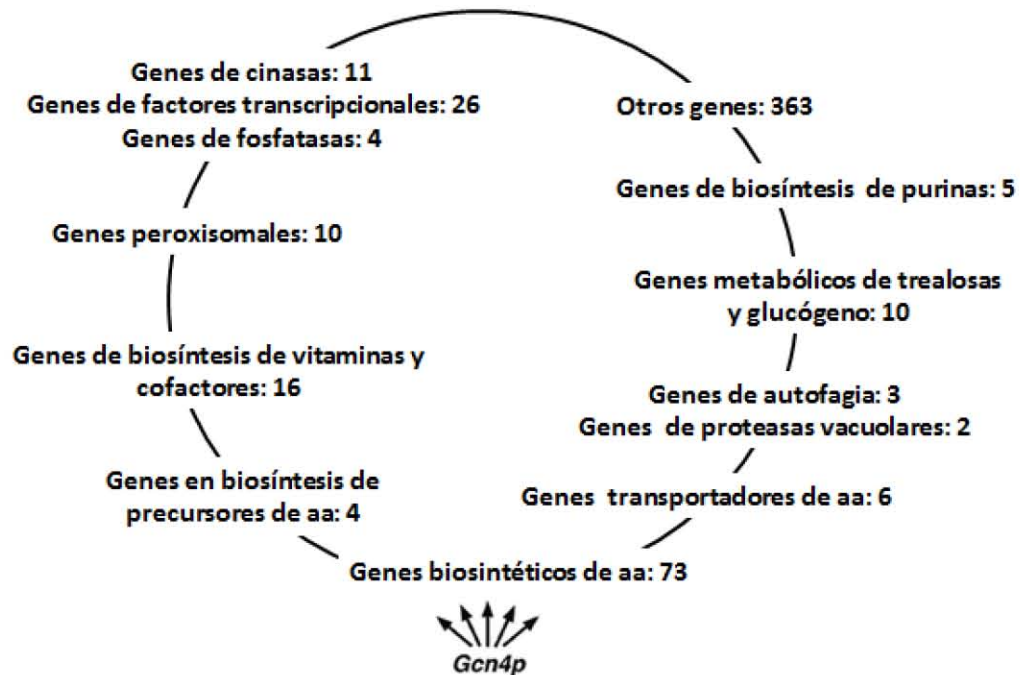 Genes de cinasas: 11
Genes de factores transcripcionales: 26
Genes de fosfatasas: 4
Otros genes: 363
Genes de biosíntesis de purinas: 5
Genes peroxisomales: 10
Genes metabólicos de trealosas
y glucógeno: 10
Genes de biosíntesis de vitaminas y
cofactores: 16
Genes de autofagia: 3
Genes de proteasas vacuolares: 2
Genes en biosíntesis de
precursores de aa: 4
Genes transportadores de aa: 6
Genes biosintéticos de aa: 73
Gcn4p